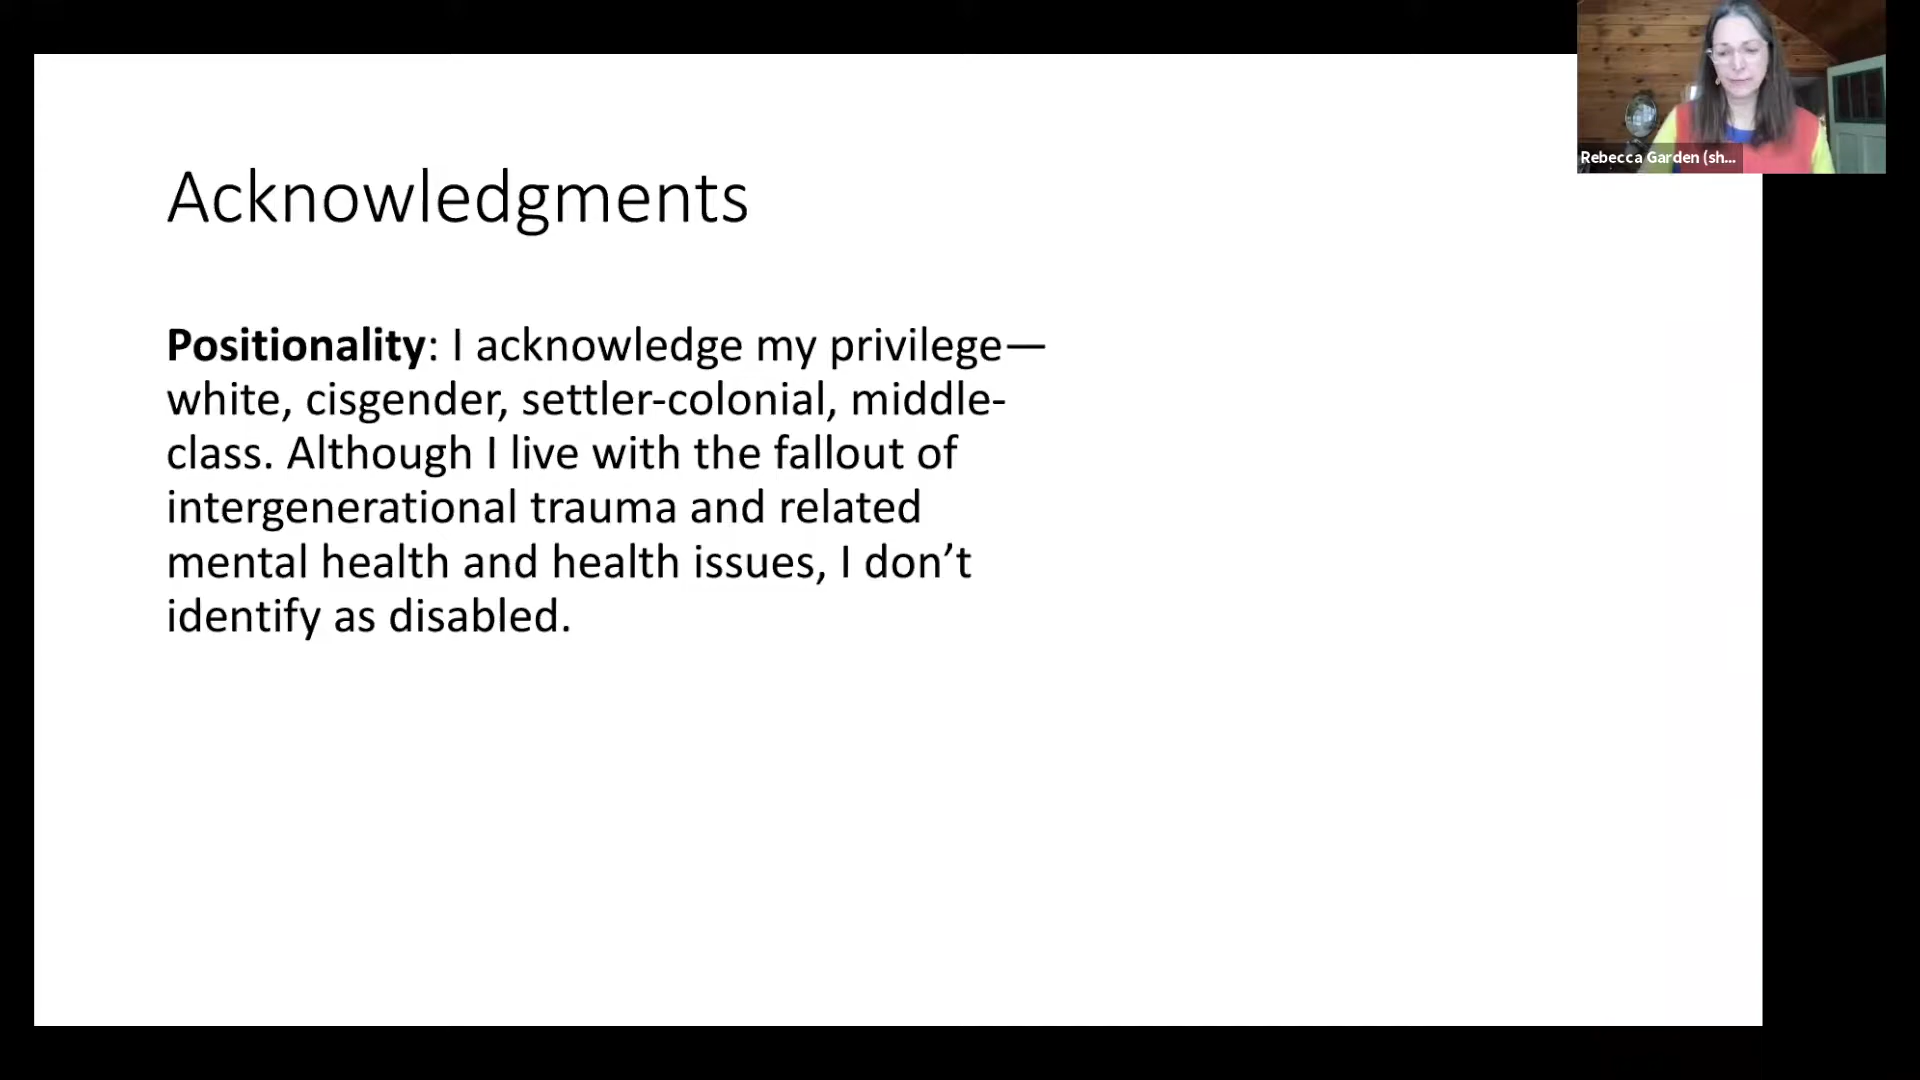 Acknowledgments
Positionality: I acknowledge my privilege—
white, cisgender, settler-colonial, middle-
class. Although I live with the fallout of
intergenerational trauma and related
mental health and health issues, I don’t
identify as disabled.
Rebecca Garden (sh...